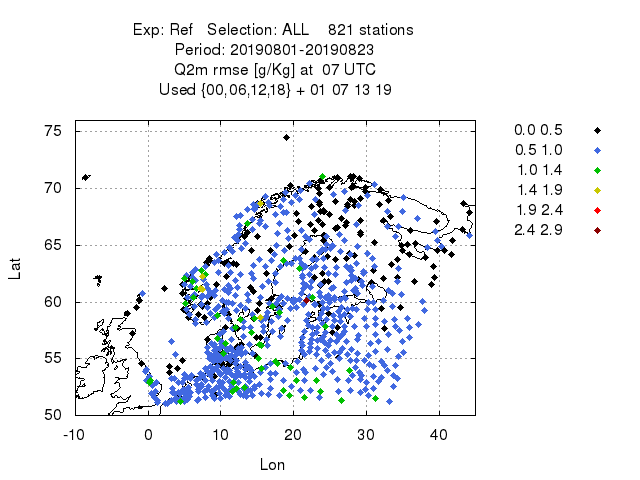 Exp: Ref   Selection: ALL    821 stations
Period: 20190801-20190823
Q2m rmse [g/Kg] at  07 UTC
Used {00,06,12,18} + 01 07 13 19
0.0 0.5
0.5 1.0
1.0 1.4
1.4 1.9
1.9 2.4
2.4 2.9
75
70
65
60
55
50
Lat
-10 0 10 20 30 40
Lon